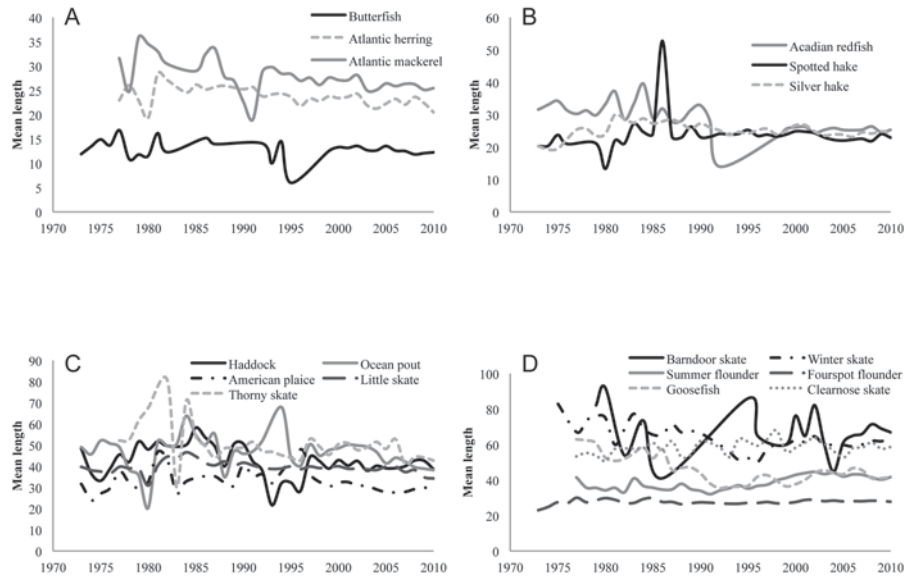 A
Butterfish
Atlantic herring
Atlantic mackerel
Mean length
40
35
30
25
20
15
10
5
0
1970 1975 1980 1985 1990 1995 2000 2005 2010
B
Acadian redfish
Spotted hake
Silver hake
Mean length
60
50
40
30
20
10
0
1970 1975 1980 1985 1990 1995 2000 2005 2010
C
Haddock Ocean pout
American plaice Little skate
Thorny skate
Mean length
90
80
70
60
50
40
30
20
10
0
1970 1975 1980 1985 1990 1995 2000 2005 2010
D
Barndoor skate Winter skate
Summer flounder Fourspot flounder
Goosefish Clearnose skate
Mean length
100
80
60
40
20
0
1970 1975 1980 1985 1990 1995 2000 2005 2010